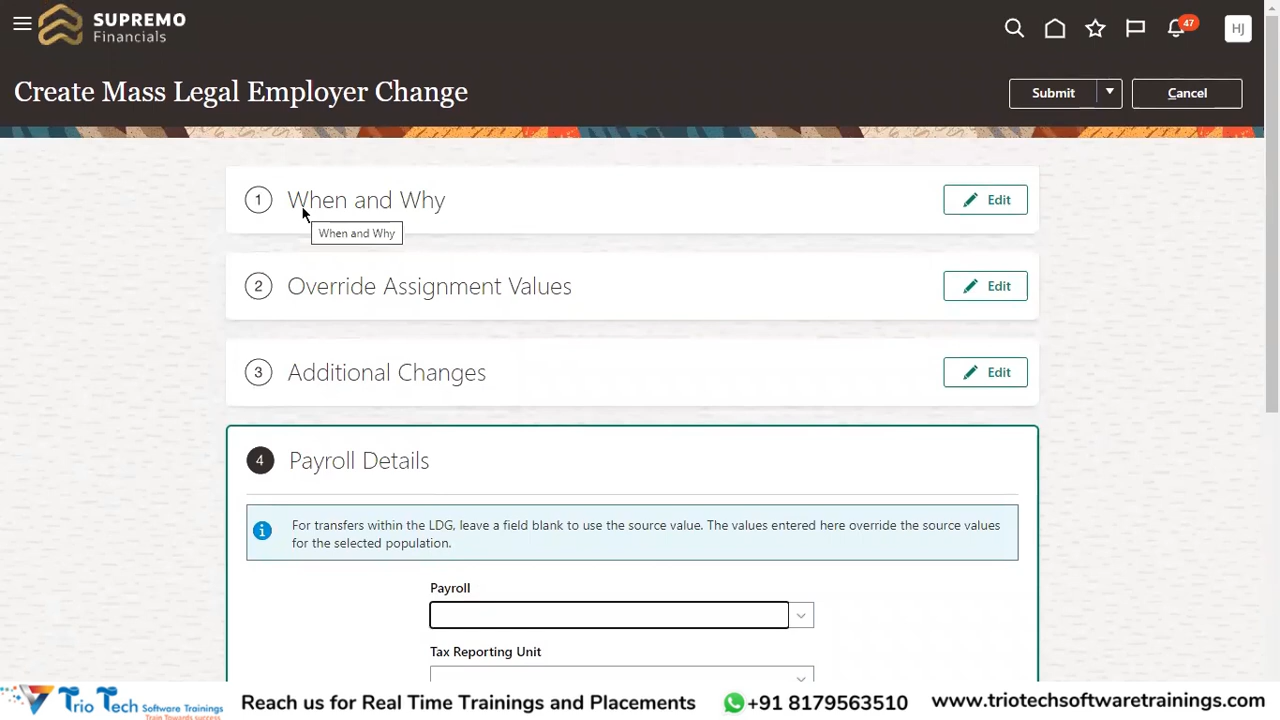 SUPREMO
Financials
47
HJ
Create Mass Legal Employer Change
Submit
Cancel
1
When and Why
Edit
When and Why
2
Override Assignment Values
Edit
3
Additional Changes
Edit
4
Payroll Details
For transfers within the LDG, leave a field blank to use the source value. The values entered here override the source values
for the selected population.
Payroll
Tax Reporting Unit
Trio Tech Software Trainings
Train Towards success
Reach us for Real Time Trainings and Placements
+91 8179563510
www.triotechsoftwaretrainings.com